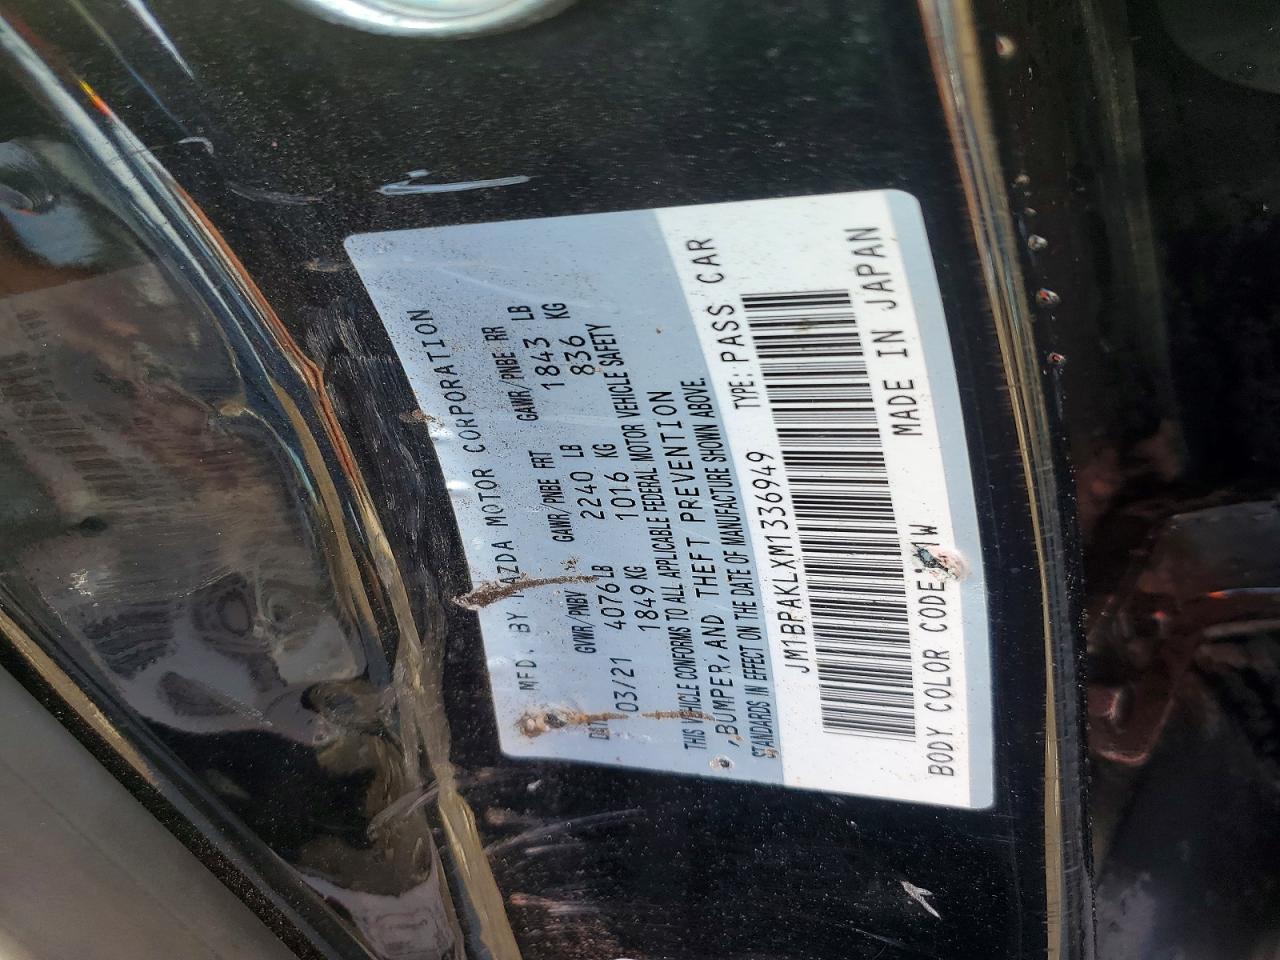 MFD. BY MAZDA MOTOR CORPORATION
GVWR/PNBV GAWR/PNBE FRT GAWR/PNBE RR
03/21 4076LB 2240 LB 1843 LB
1849 KG 1016 KG 836 KG
THIS VEHICLE CONFORMS TO ALL APPLICABLE FEDERAL MOTOR VEHICLE SAFETY
,BUMPER,AND THEFT PREVENTION
STANDARDS IN EFFECT ON THE DATE OF MANUFACTURE SHOWN ABOVE.
JM1BPAKLXM1336949 TYPE:PASS CAR
BODY COLOR CODE MADE IN JAPAN